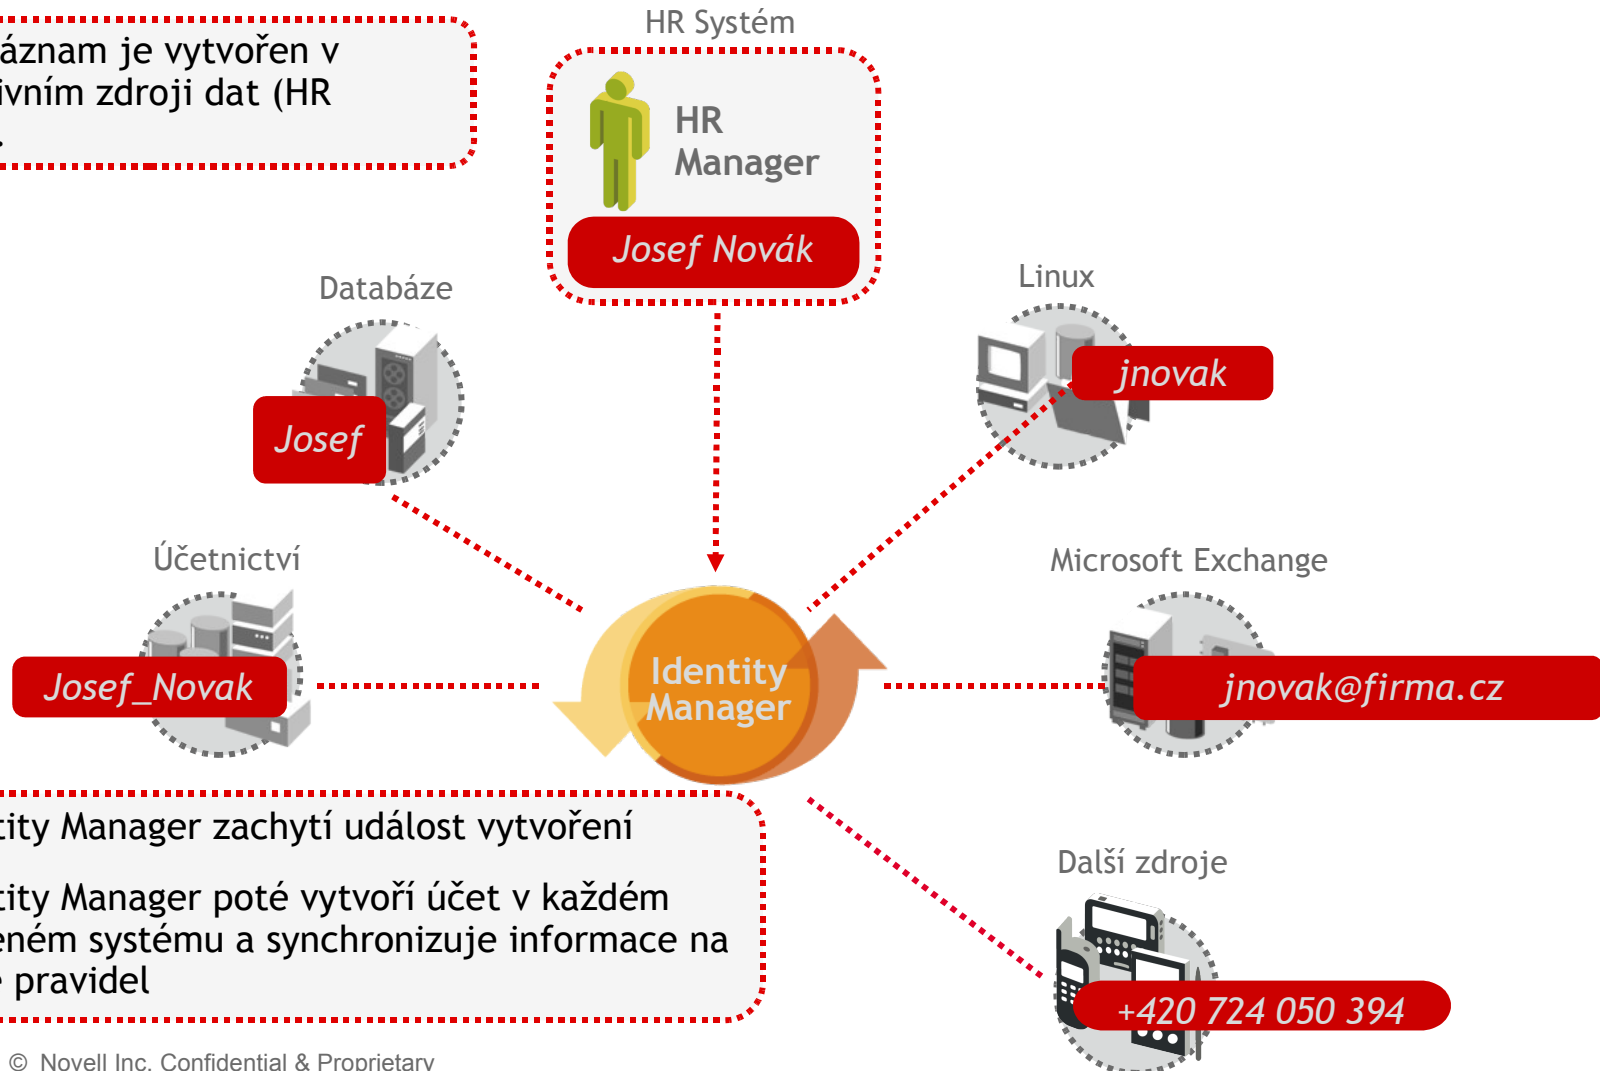 HR Systém
áznam je vytvořen v
ivním zdroji dat (HR
.
HR
Manager
Josef Novák
Databáze
Linux
Josef
jnovak
Účetnictví
Microsoft Exchange
Josef_Novak
Identity
Manager
jnovak@firma.cz
tity Manager zachytí událost vytvoření
tity Manager poté vytvoří účet v každém
eném systému a synchronizuje informace na
e pravidel
Další zdroje
+420 724 050 394
© Novell Inc. Confidential & Proprietary